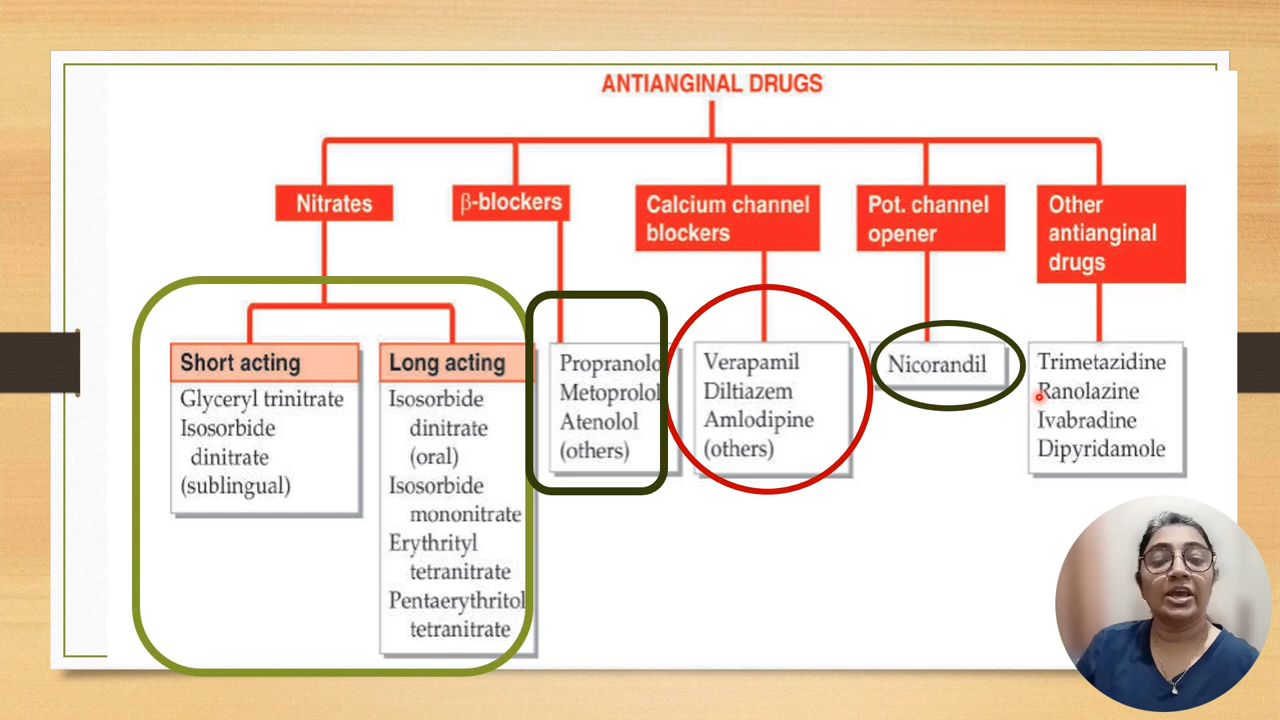 ANTIANGINAL DRUGS
Nitrates
β-blockers
Calcium channel
blockers
Pot. channel
opener
Other
antianginal
drugs
Short acting
Glyceryl trinitrate
Isosorbide
dinitrate
(sublingual)
Long acting
Isosorbide
dinitrate
(oral)
Isosorbide
mononitrate
Erythrityl
tetranitrate
Pentaerythritol
tetranitrate
Propranolo
Metoprolol
Atenolol
(others)
Verapamil
Diltiazem
Amlodipine
(others)
Nicorandil
Trimetazidine
Ranolazine
Ivabradine
Dipyridamole